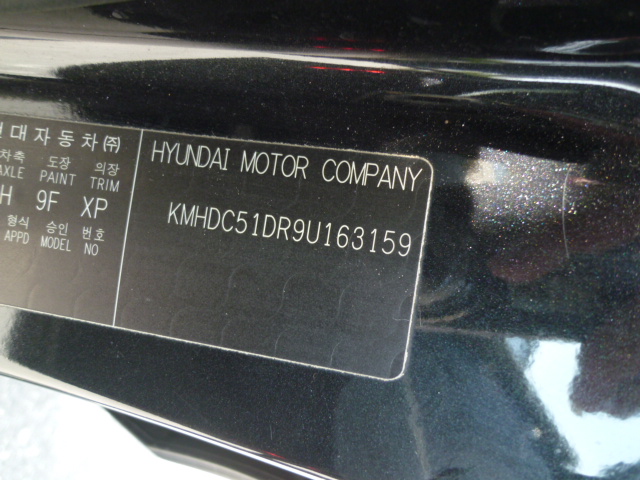 대자동차㈜
차축 도장 의장
AXLE PAINT TRIM
H 9F XP
형식 승인 번호
APPD MODEL NO
HYUNDAI MOTOR COMPANY
KMHDC51DR9U163159